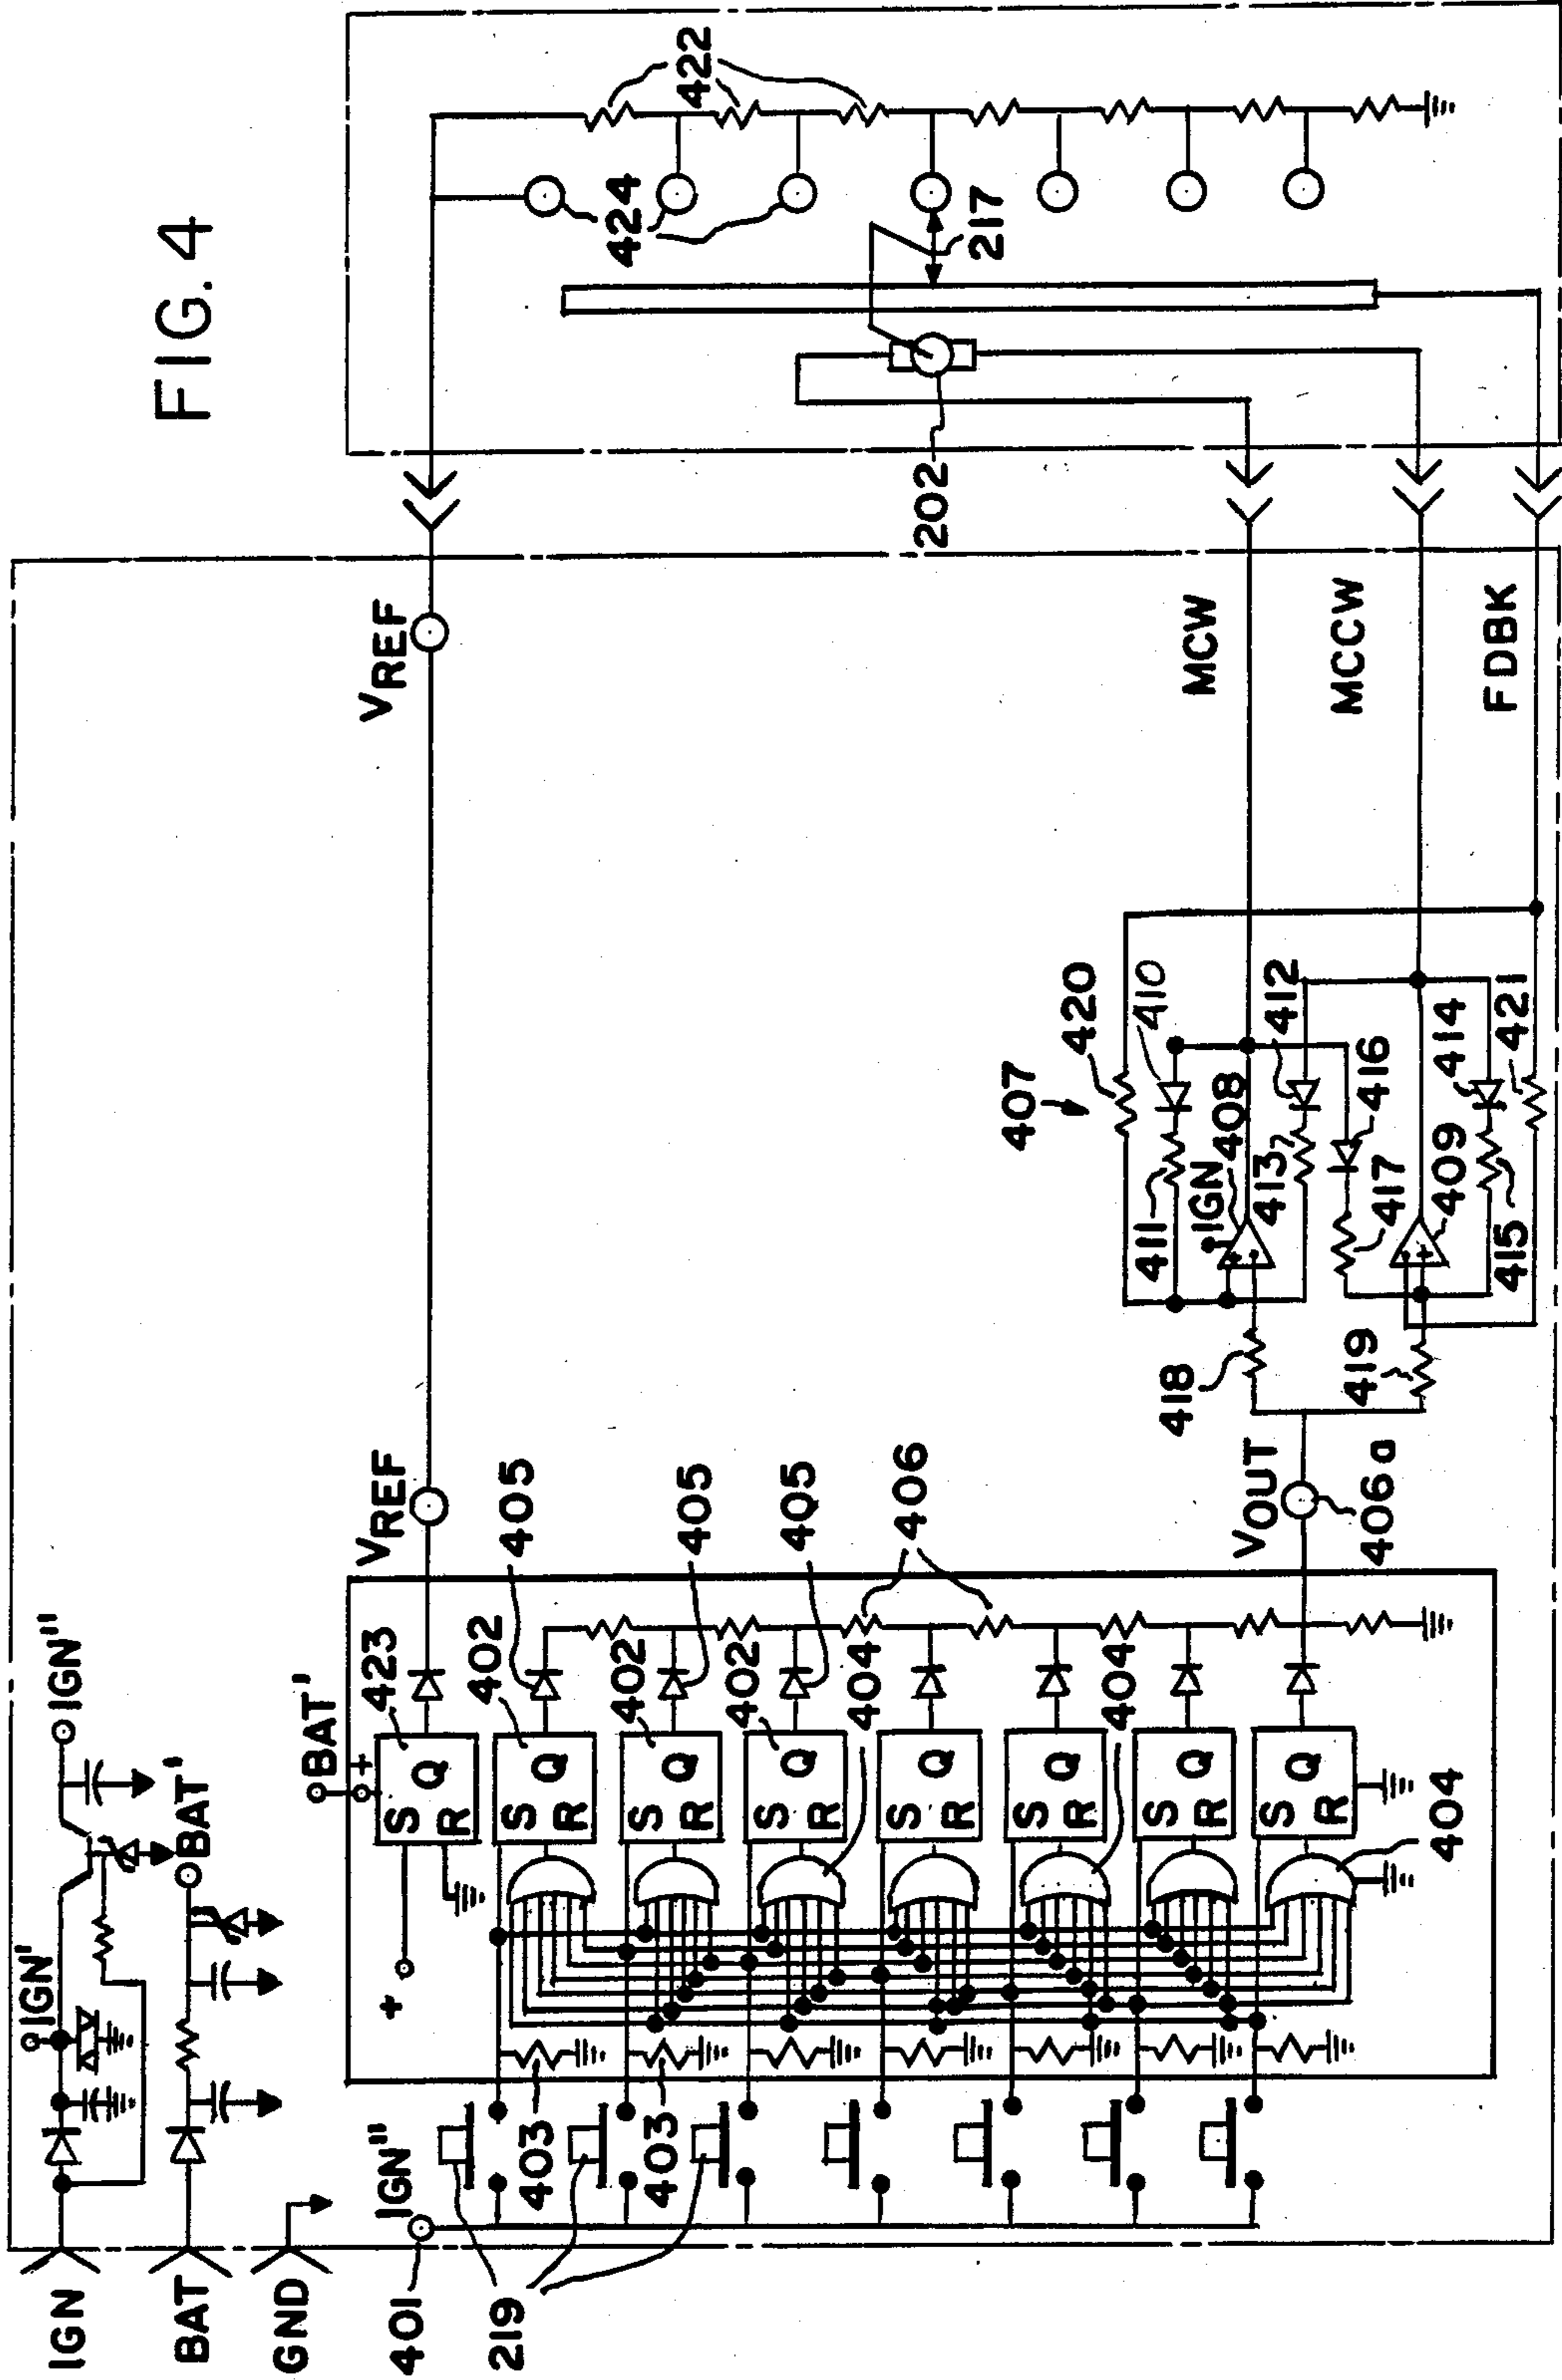 FIG. 4
IGN
IGN'
IGN"
BAT
BAT'
GND
BAT'
+
+
423
VREF
VREF
S Q
R
401
IGN"
219
403
403
402
S Q
R
405
402
S Q
R
405
402
S Q
R
405
404
S Q
R
406
S Q
R
404
S Q
R
S Q
R
404
VOUT
406a
418
419
407
420
410
411
IGN
408
+
-
412
413
416
417
409
+
-
414
415
421
MCW
MCCW
FDBK
202
217
424
422